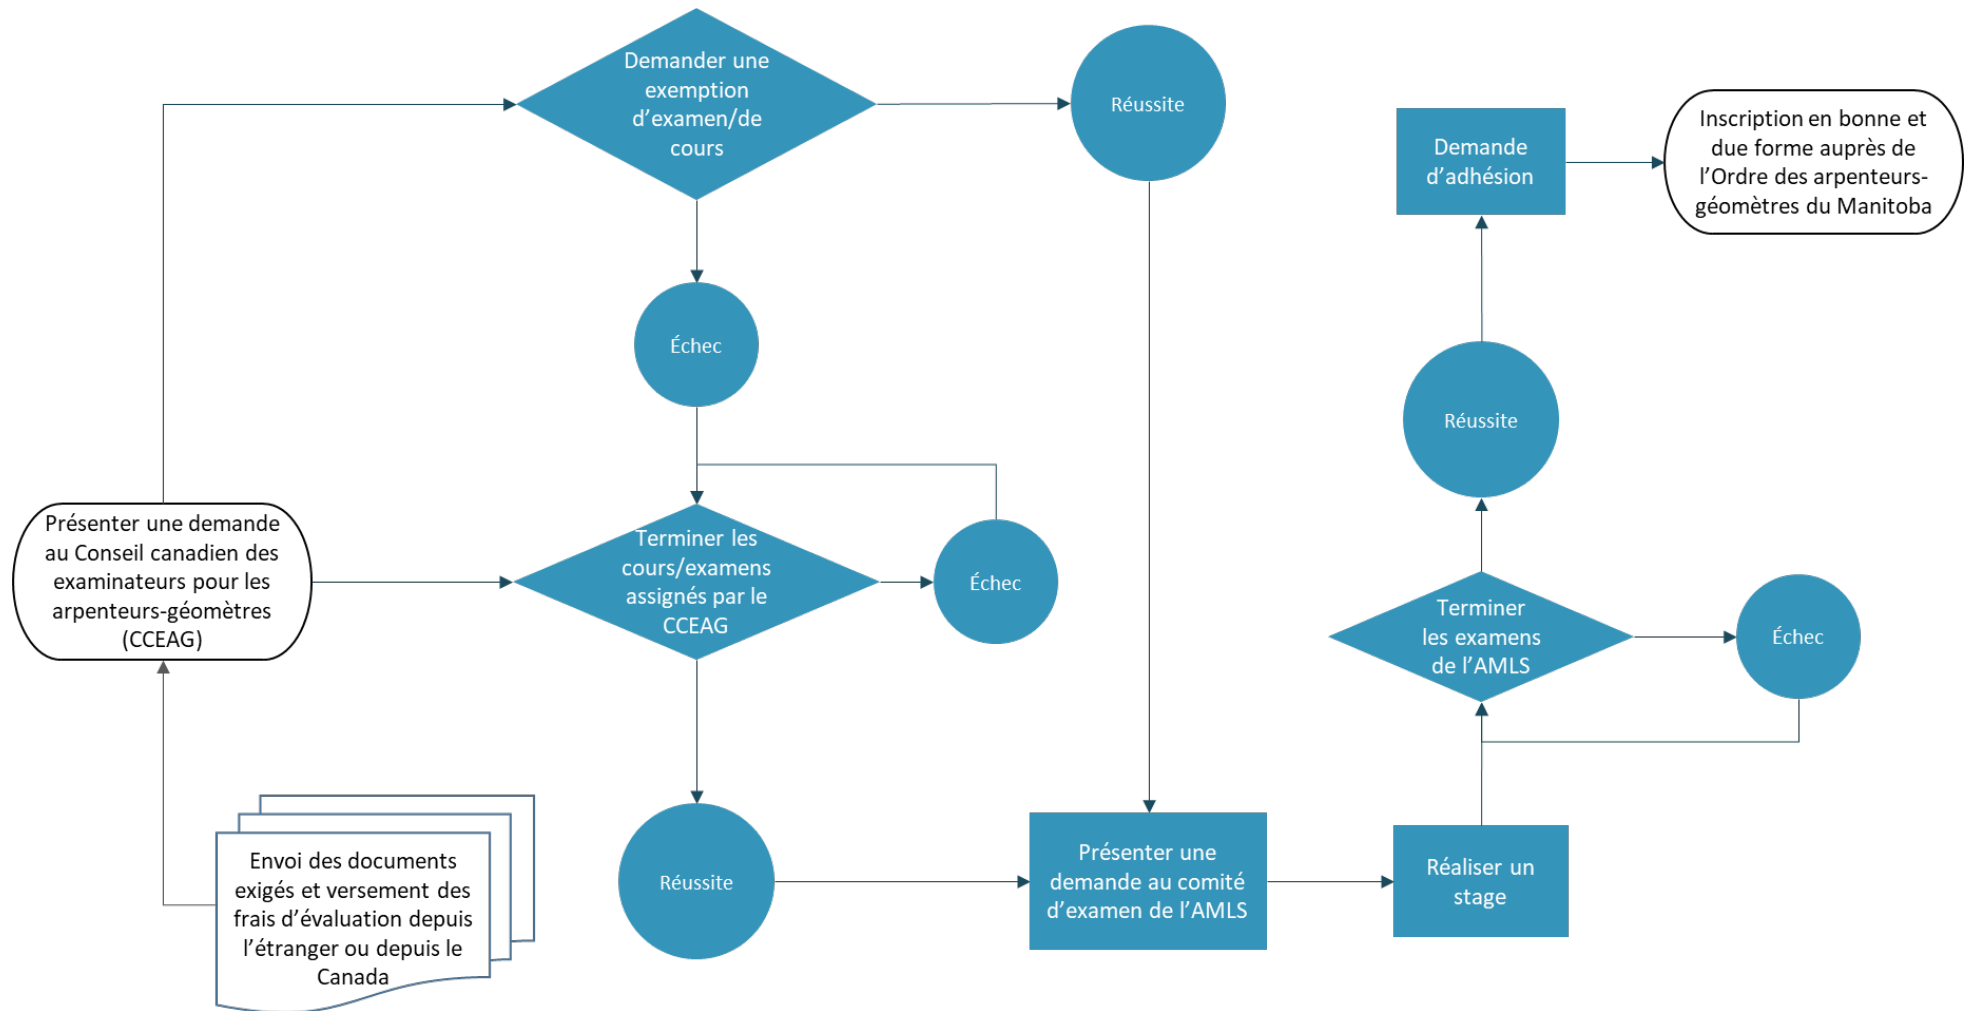 Demander une
exemption
d'examen/de
cours
Réussite
Demande
d'adhésion
Inscription en bonne et
due forme auprès de
l'Ordre des arpenteurs-
géomètres du Manitoba
Échec
Réussite
Présenter une demande
au Conseil canadien des
examinateurs pour les
arpenteurs-géomètres
(CCEAG)
Terminer les
cours/examens
assignés par le
CCEAG
Échec
Terminer
les examens
de l'AMLS
Échec
Envoi des documents
exigés et versement des
frais d'évaluation depuis
l'étranger ou depuis le
Canada
Réussite
Présenter une
demande au comité
d'examen de l'AMLS
Réaliser un
stage